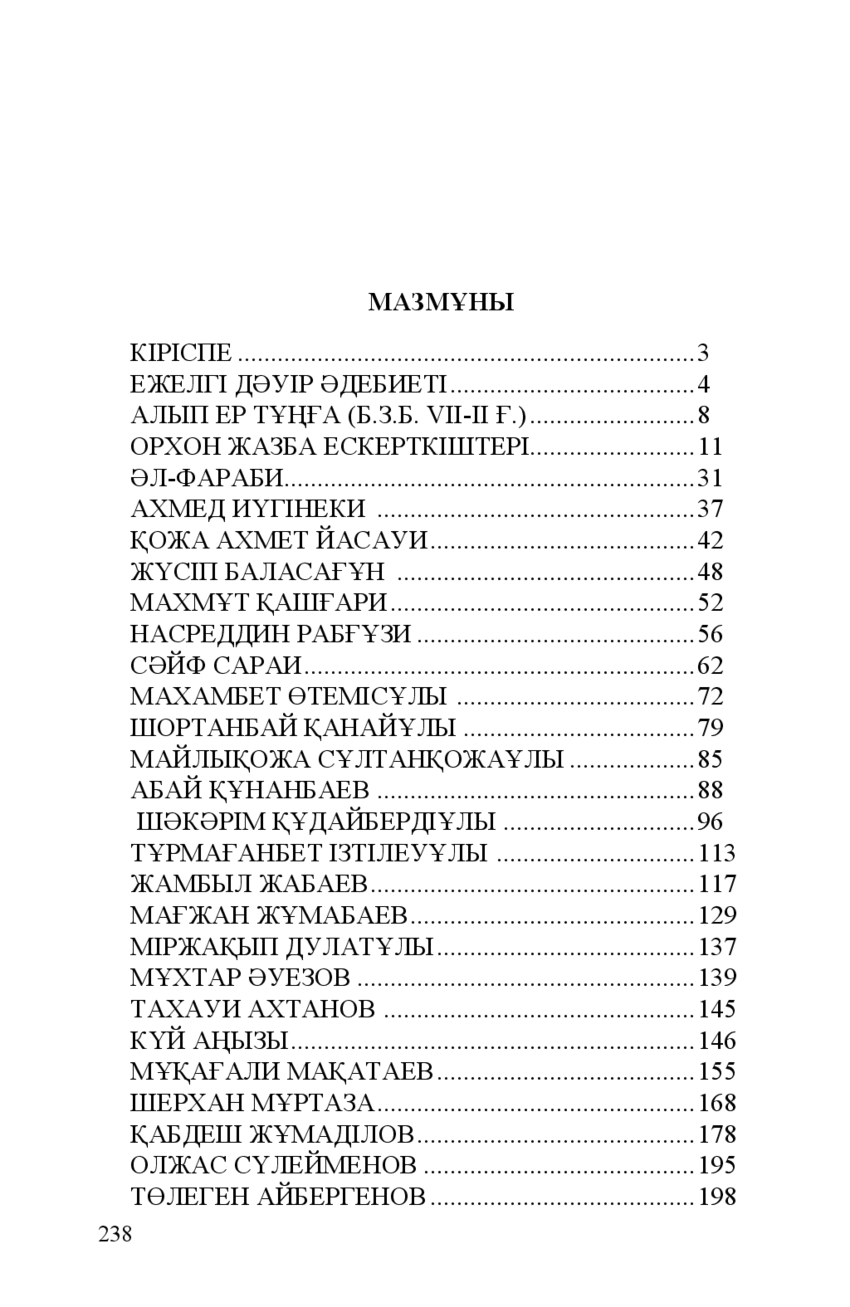 МАЗМҰНЫ
КІРІСПЕ .....................................................................3
ЕЖЕЛГІ ДӘУІР ӘДЕБИЕТІ.....................................4
АЛЫП ЕР ТҰҢҒА (Б.З.Б. VII-II Ғ.).........................8
ОРХОН ЖАЗБА ЕСКЕРТКІШТЕРІ.........................11
ӘЛ-ФАРАБИ..............................................................31
АХМЕД ИҮГІНЕКИ ................................................37
ҚОЖА АХМЕТ ЙАСАУИ........................................42
ЖҮСІП БАЛАСАҒҰН .............................................48
МАХМҰТ ҚАШҒАРИ..............................................52
НАСРЕДДИН РАБҒҰЗИ ..........................................56
СӘЙФ САРАИ...........................................................62
МАХАМБЕТ ӨТЕМІСҰЛЫ ....................................72
ШОРТАНБАЙ ҚАНАЙҰЛЫ ...................................79
МАЙЛЫҚОЖА СҰЛТАНҚОЖАҰЛЫ ...................85
АБАЙ ҚҰНАНБАЕВ ................................................88
ШӘКӘРІМ ҚҰДАЙБЕРДІҰЛЫ .............................96
ТҰРМАҒАНБЕТ ІЗТІЛЕУҰЛЫ ..............................113
ЖАМБЫЛ ЖАБАЕВ.................................................117
МАҒЖАН ЖҰМАБАЕВ...........................................129
МІРЖАҚЫП ДУЛАТҰЛЫ.......................................137
МҰХТАР ӘУЕЗОВ ...................................................139
ТАХАУИ АХТАНОВ ...............................................145
КҮЙ АҢЫЗЫ.............................................................146
МҰҚАҒАЛИ МАҚАТАЕВ.......................................155
ШЕРХАН МҰРТАЗА................................................168
ҚАБДЕШ ЖҰМАДІЛОВ..........................................178
ОЛЖАС СҮЛЕЙМЕНОВ .........................................195
ТӨЛЕГЕН АЙБЕРГЕНОВ........................................198
238